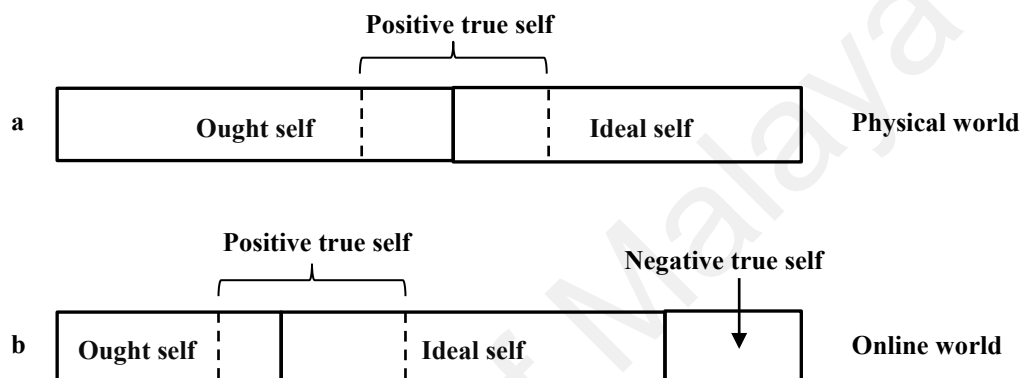 Positive true self
a Ought self Ideal self Physical world
Positive true self
Negative true self
b Ought self Ideal self Online world
Malaya